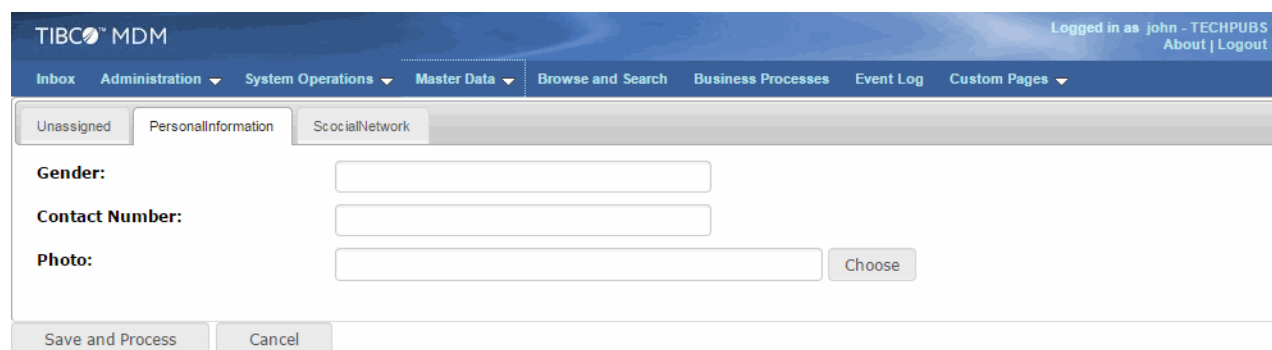 TIBCO™ MDM
Logged in as john - TECHPUBS
About | Logout
Inbox Administration System Operations Master Data Browse and Search Business Processes Event Log Custom Pages
Unassigned PersonalInformation ScocialNetwork
Gender:
Contact Number:
Photo: Choose
Save and Process Cancel